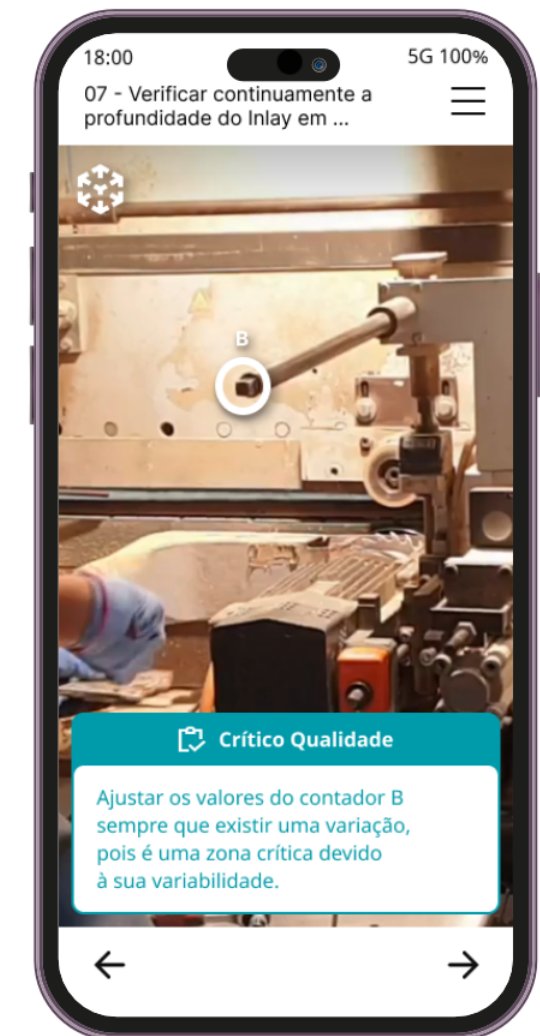 18:00
5G 100%
07 - Verificar continuamente a
profundidade do Inlay em ...
B
Crítico Qualidade
Ajustar os valores do contador B
sempre que existir uma variação,
pois é uma zona crítica devido
à sua variabilidade.